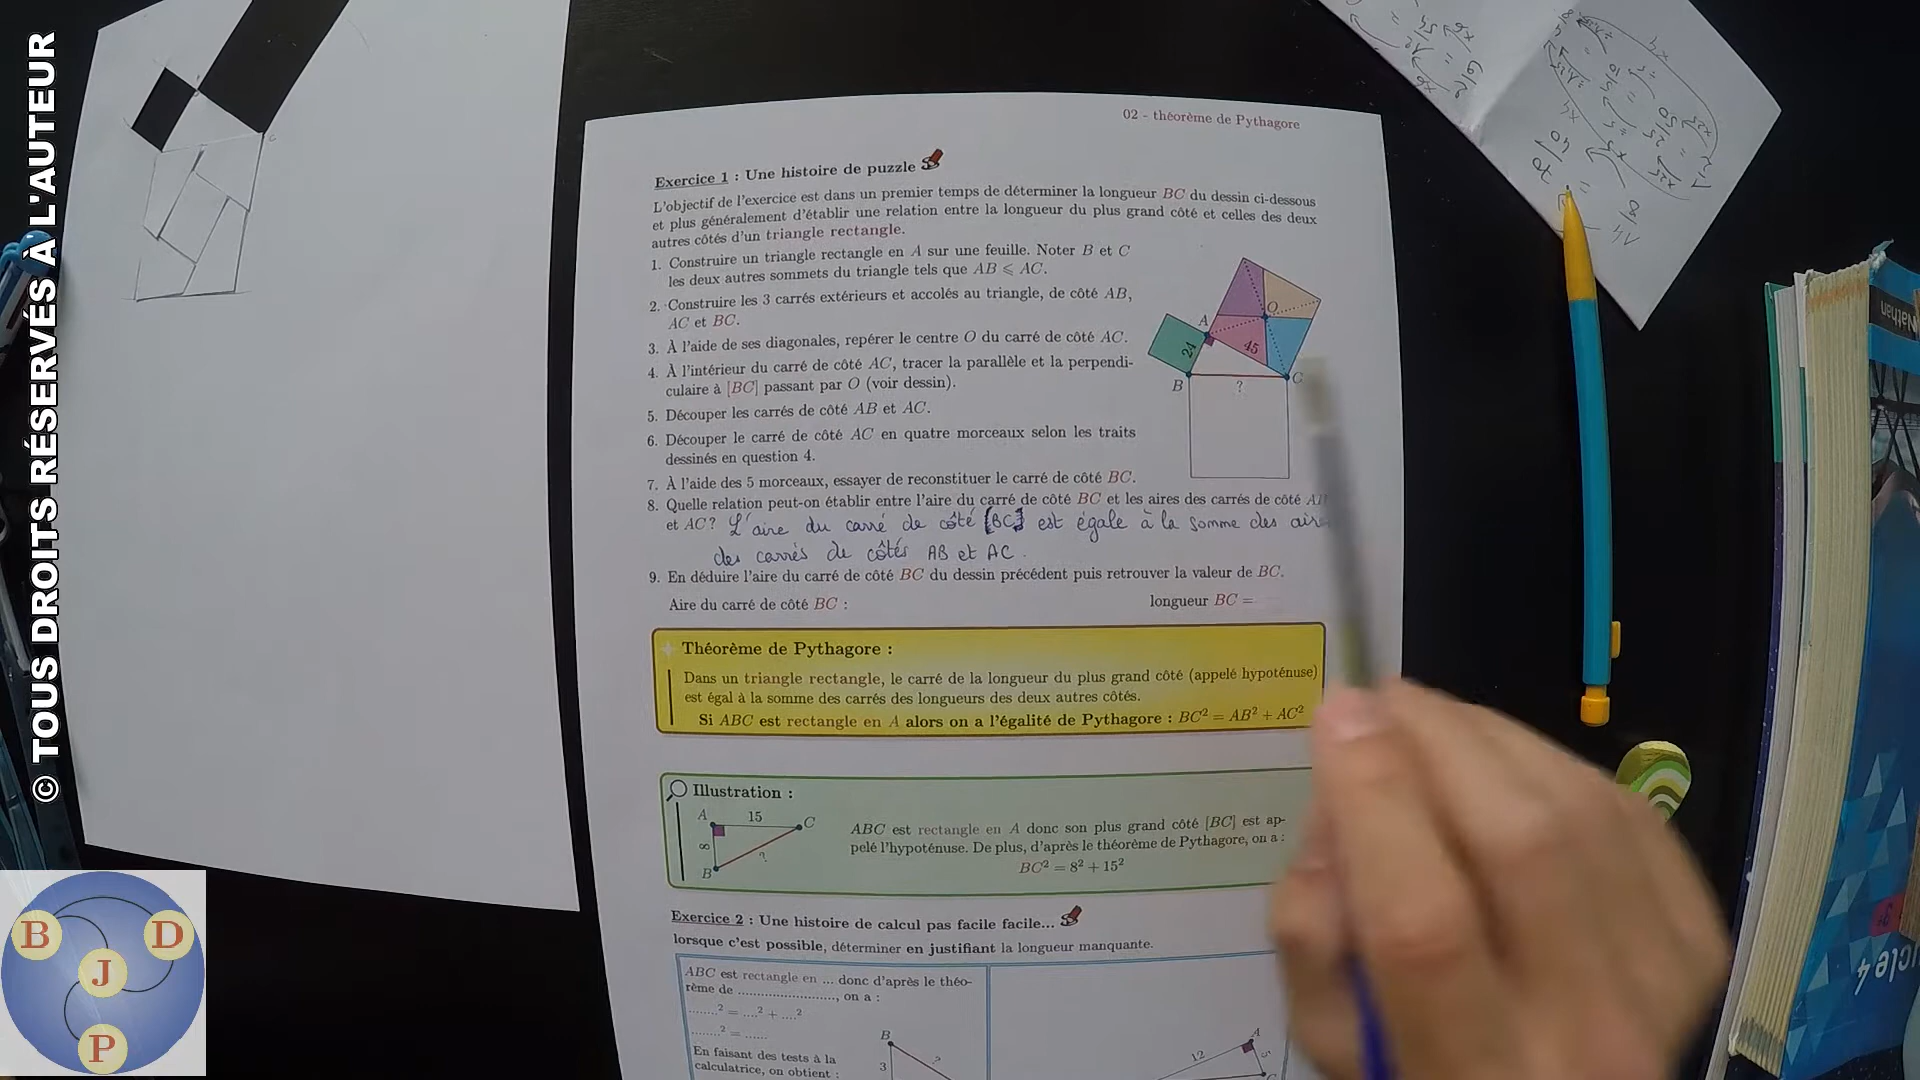 © TOUS DROITS RÉSERVÉS À L'AUTEUR
02 - théorème de Pythagore
Exercice 1 : Une histoire de puzzle
L'objectif de l'exercice est dans un premier temps de déterminer la longueur BC du dessin ci-dessous
et plus généralement d'établir une relation entre la longueur du plus grand côté et celles des deux
autres côtés d'un triangle rectangle.
1. Construire un triangle rectangle en A sur une feuille. Noter B et C
les deux autres sommets du triangle tels que AB ⩽ AC.
2. Construire les 3 carrés extérieurs et accolés au triangle, de côté AB,
AC et BC.
3. À l'aide de ses diagonales, repérer le centre O du carré de côté AC.
4. À l'intérieur du carré de côté AC, tracer la parallèle et la perpendi-
culaire à [BC] passant par O (voir dessin).
5. Découper les carrés de côté AB et AC.
6. Découper le carré de côté AC en quatre morceaux selon les traits
dessinés en question 4.
7. À l'aide des 5 morceaux, essayer de reconstituer le carré de côté BC.
A
O
24
45
B
C
?
8. Quelle relation peut-on établir entre l'aire du carré de côté BC et les aires des carrés de côté
et AC ? L'aire du carré de côté [BC] est égale à la somme des
des carrés de côtés AB et AC.
9. En déduire l'aire du carré de côté BC du dessin précédent puis retrouver la valeur de BC.
Aire du carré de côté BC : longueur BC =
Théorème de Pythagore :
Dans un triangle rectangle, le carré de la longueur du plus grand côté (appelé hypoténuse)
est égal à la somme des carrés des longueurs des deux autres côtés.
Si ABC est rectangle en A alors on a l'égalité de Pythagore : BC² = AB² + AC²
Illustration :
A 15 C
8
?
B
ABC est rectangle en A donc son plus grand côté [BC] est ap-
pelé l'hypoténuse. De plus, d'après le théorème de Pythagore, on a :
BC² = 8² + 15²
Exercice 2 : Une histoire de calcul pas facile facile...
lorsque c'est possible, déterminer en justifiant la longueur manquante.
ABC est rectangle en ... donc d'après le théo-
rème de ........................, on a :
........² = ....² + ....²
........² = ......
En faisant des tests à la
calculatrice, on obtient :
B
3
?
A
12
5
C
Nathan
cycle 4
B
D
J
P